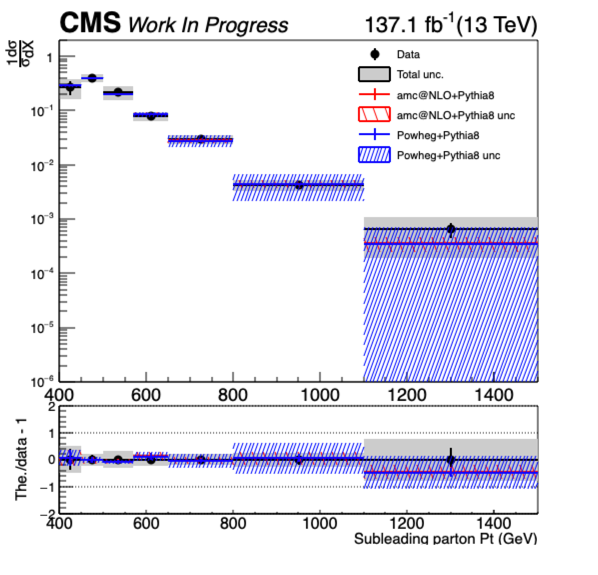 CMS Work In Progress 137.1 fb⁻¹(13 TeV)
1dσ
σdX
Data
Total unc.
amc@NLO+Pythia8
amc@NLO+Pythia8 unc
Powheg+Pythia8
Powheg+Pythia8 unc
1
10⁻¹
10⁻²
10⁻³
10⁻⁴
10⁻⁵
10⁻⁶
400 600 800 1000 1200 1400
The./data - 1
2
1
0
−1
−2
400 600 800 1000 1200 1400
Subleading parton Pt (GeV)